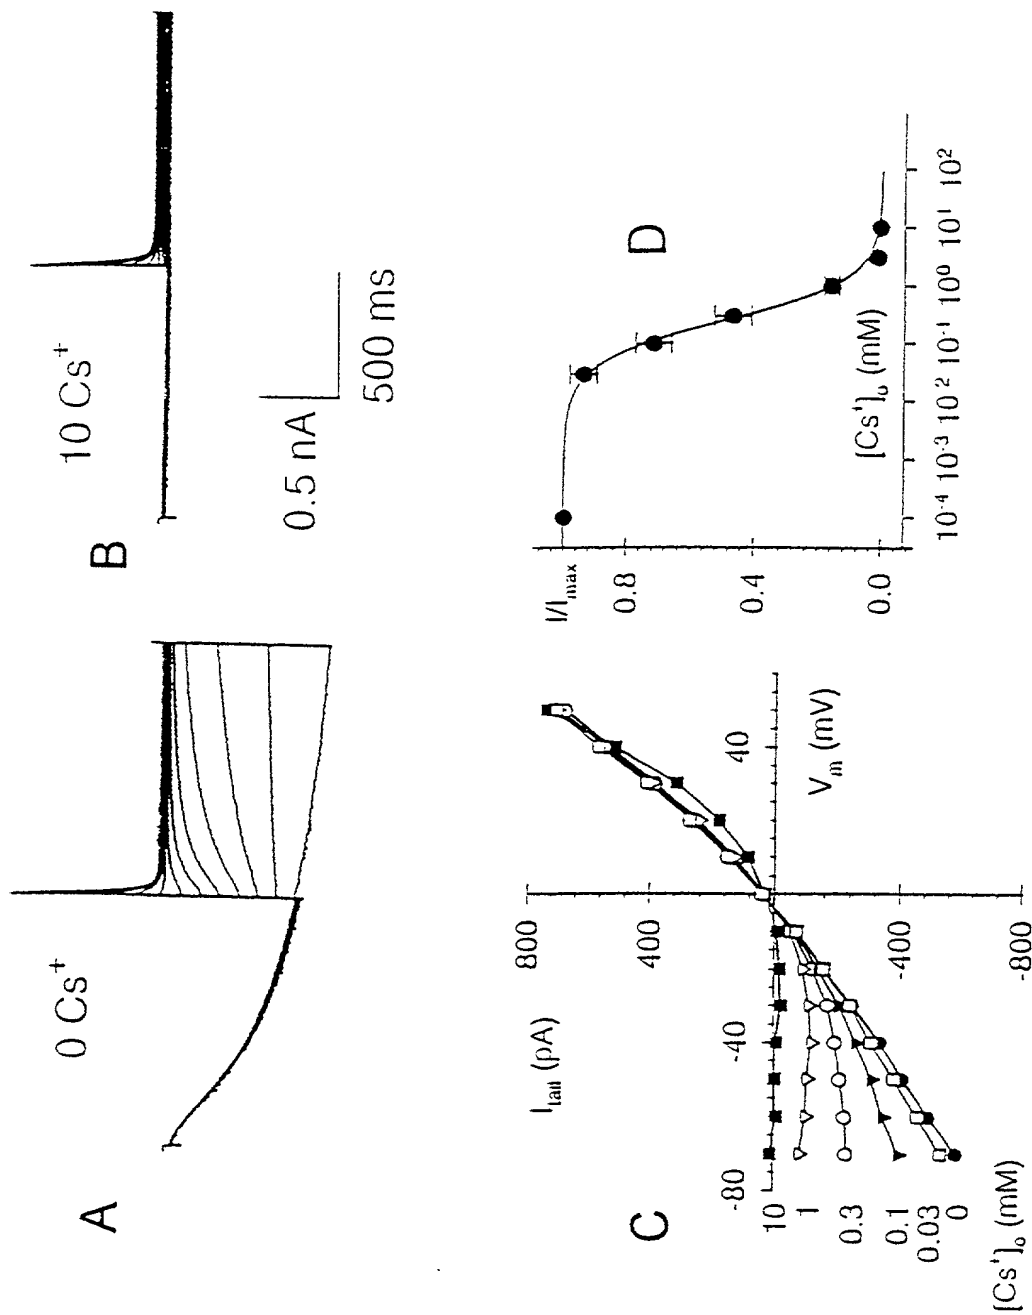 A
0 Cs+
B
10 Cs+
0.5 nA
500 ms
C
Itail (pA)
800
400
-400
-800
-80
-40
40
Vm (mV)
10
1
0.3
0.1
0.03
0
[Cs+]o (mM)
D
I/Imax
0.8
0.4
0.0
10-4 10-3 10 2 10-1 100 101 102
[Cs+]o (mM)